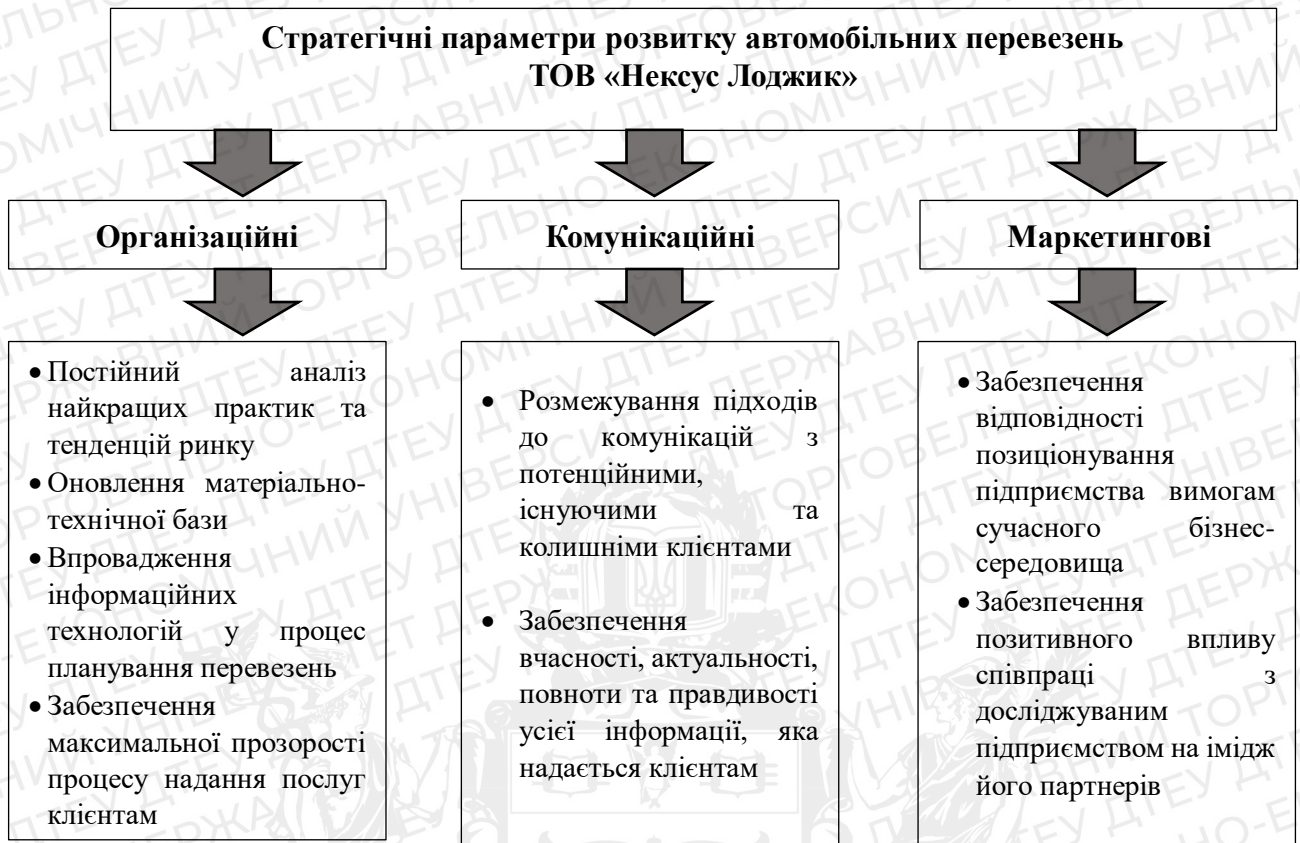 Стратегічні параметри розвитку автомобільних перевезень
ТОВ «Нексус Лоджик»
Організаційні
Комунікаційні
Маркетингові
• Постійний аналіз
найкращих практик та
тенденцій ринку
• Оновлення матеріально-
технічної бази
• Впровадження
інформаційних
технологій у процес
планування перевезень
• Забезпечення
максимальної прозорості
процесу надання послуг
клієнтам
• Розмежування підходів
до комунікацій з
потенційними,
існуючими та
колишніми клієнтами
• Забезпечення
вчасності, актуальності,
повноти та правдивості
усієї інформації, яка
надається клієнтам
• Забезпечення
відповідності
позиціонування
підприємства вимогам
сучасного бізнес-
середовища
• Забезпечення
позитивного впливу
співпраці з
досліджуваним
підприємством на імідж
його партнерів